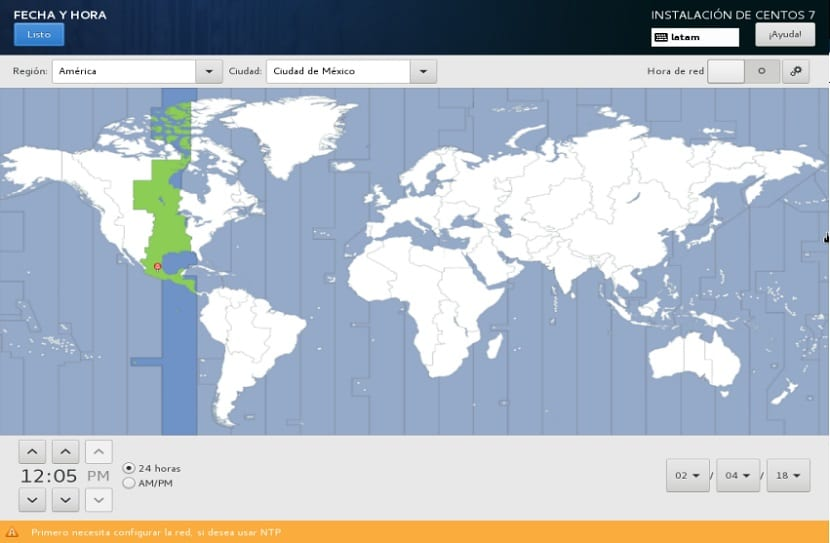 FECHA Y HORA
INSTALACIÓN DE CENTOS 7
Listo
latam
¡Ayuda!
Región: América Ciudad: Ciudad de México Hora de red O
12:05 PM
24 horas
AM/PM
02 / 04 / 18
Primero necesita configurar la red, si desea usar NTP